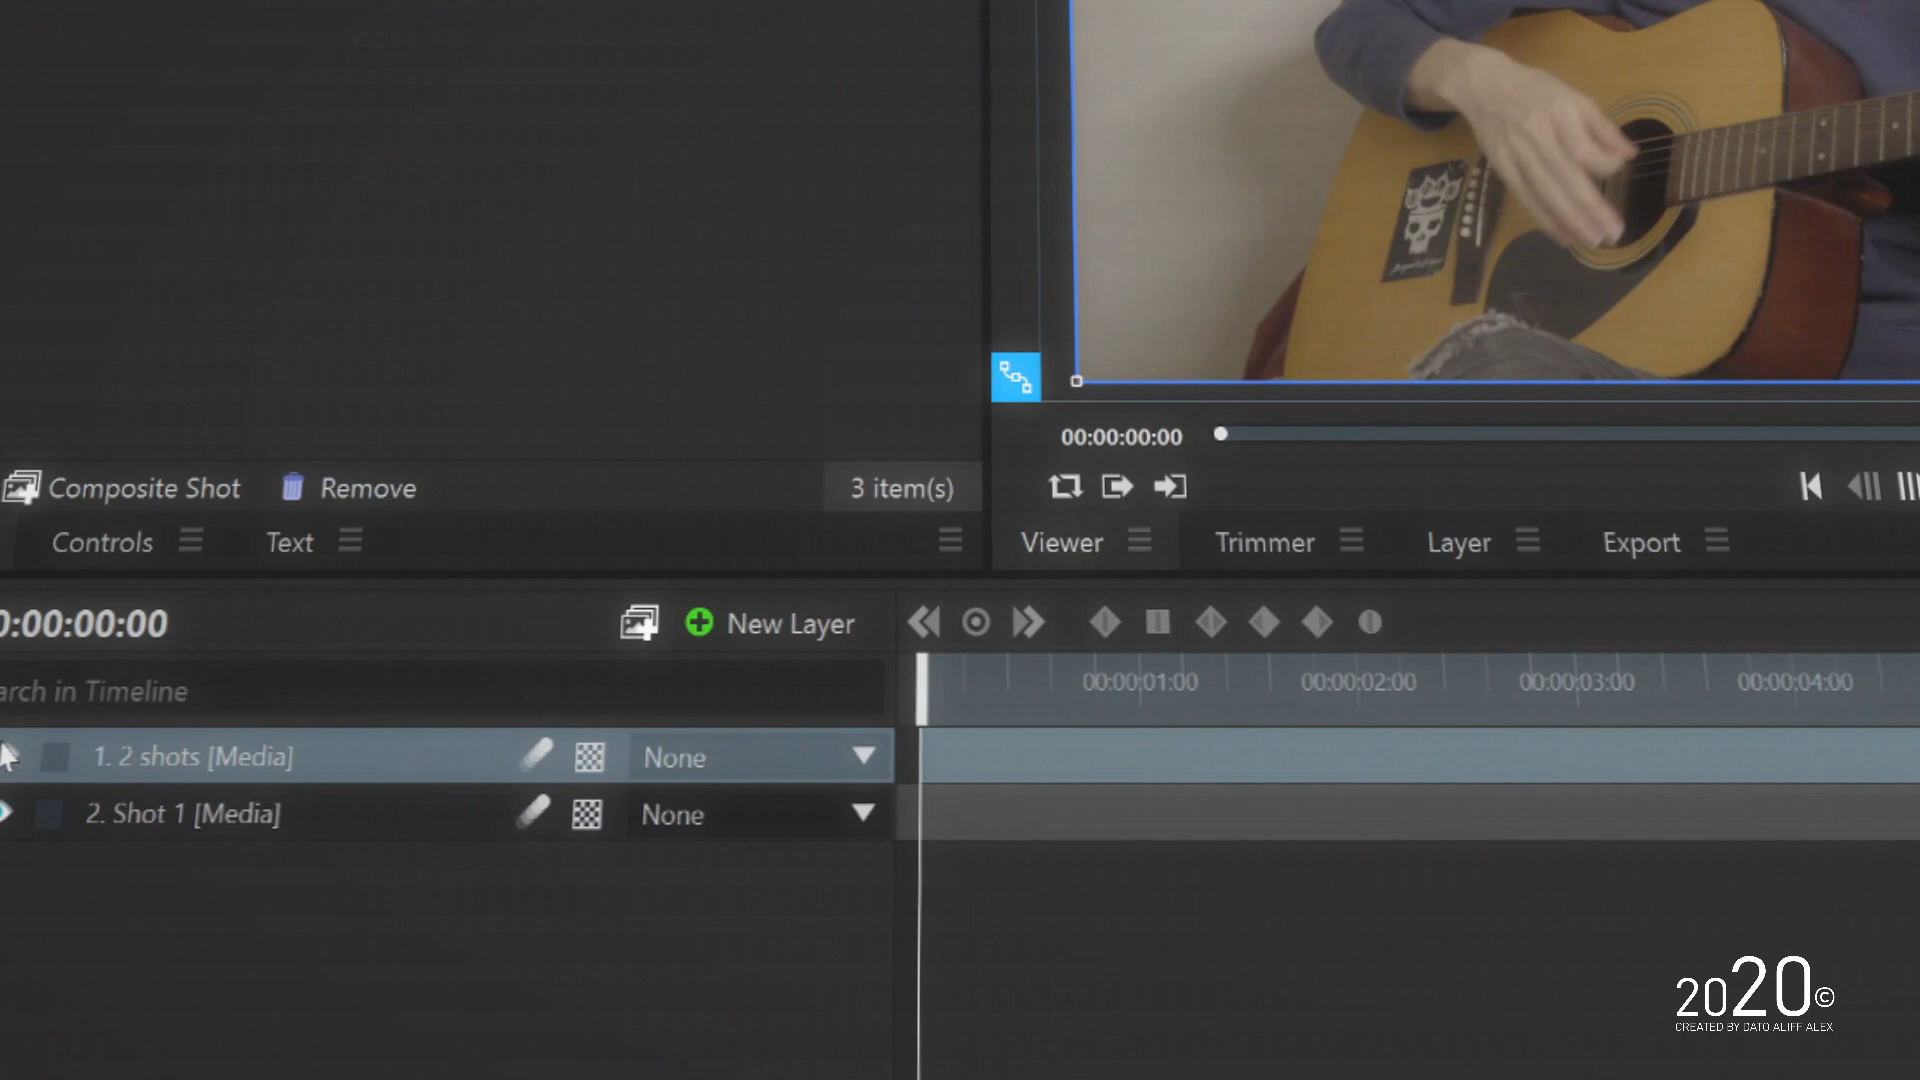 00:00:00:00
Composite Shot
Remove
3 item(s)
Controls
Text
Viewer
Trimmer
Layer
Export
0:00:00:00
New Layer
arch in Timeline
00:00:01:00
00:00:02:00
00:00:03:00
00:00:04:00
1. 2 shots [Media]
None
2. Shot 1 [Media]
None
2020©
CREATED BY DATO ALIFF ALEX